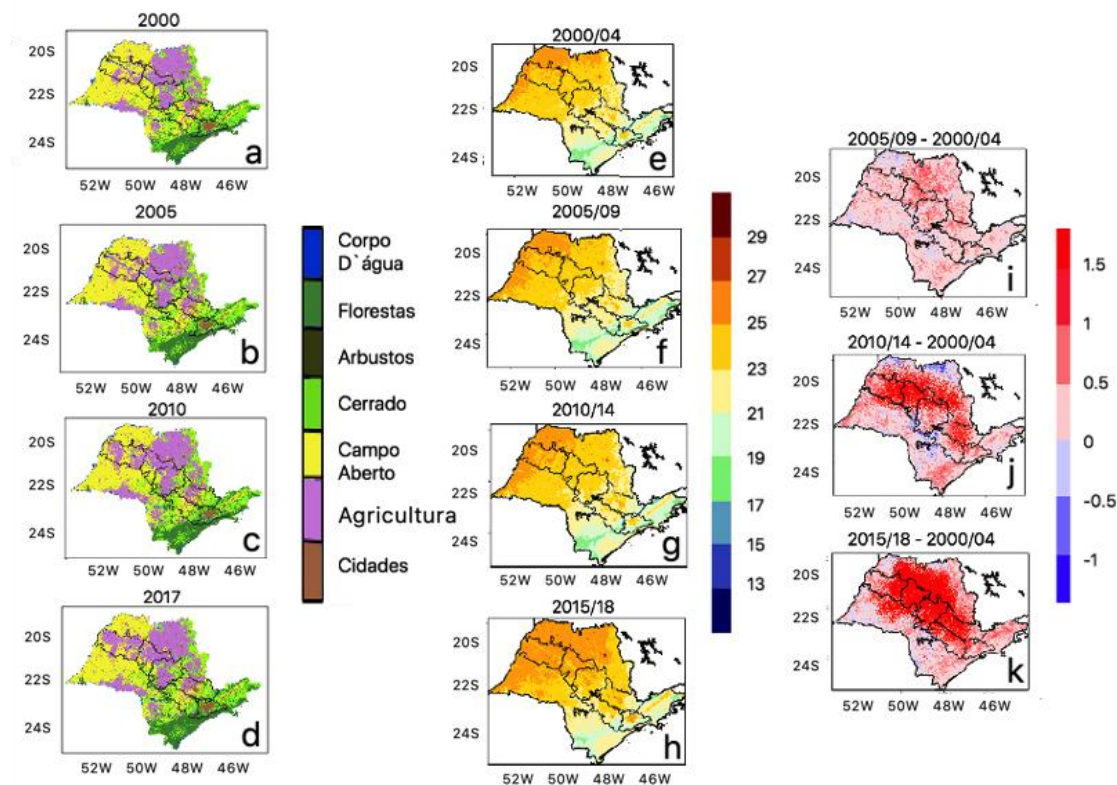 2000
20S
22S
24S
a
52W 50W 48W 46W
2005
20S
22S
24S
b
52W 50W 48W 46W
2010
20S
22S
24S
c
52W 50W 48W 46W
2017
20S
22S
24S
d
52W 50W 48W 46W
Corpo
D`água
Florestas
Arbustos
Cerrado
Campo
Aberto
Agricultura
Cidades
2000/04
20S
22S
24S
e
52W 50W 48W 46W
2005/09
20S
22S
24S
f
52W 50W 48W 46W
2010/14
20S
22S
24S
g
52W 50W 48W 46W
2015/18
20S
22S
24S
h
52W 50W 48W 46W
29
27
25
23
21
19
17
15
13
2005/09 - 2000/04
20S
22S
24S
i
52W 50W 48W 46W
2010/14 - 2000/04
20S
22S
24S
j
52W 50W 48W 46W
2015/18 - 2000/04
20S
22S
24S
k
52W 50W 48W 46W
1.5
1
0.5
0
-0.5
-1